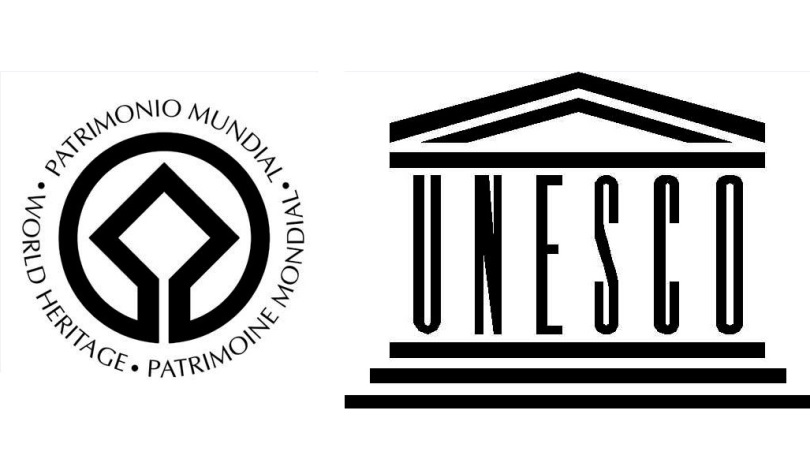 • PATRIMONIO MUNDIAL •
WORLD HERITAGE • PATRIMOINE MONDIAL
UNESCO